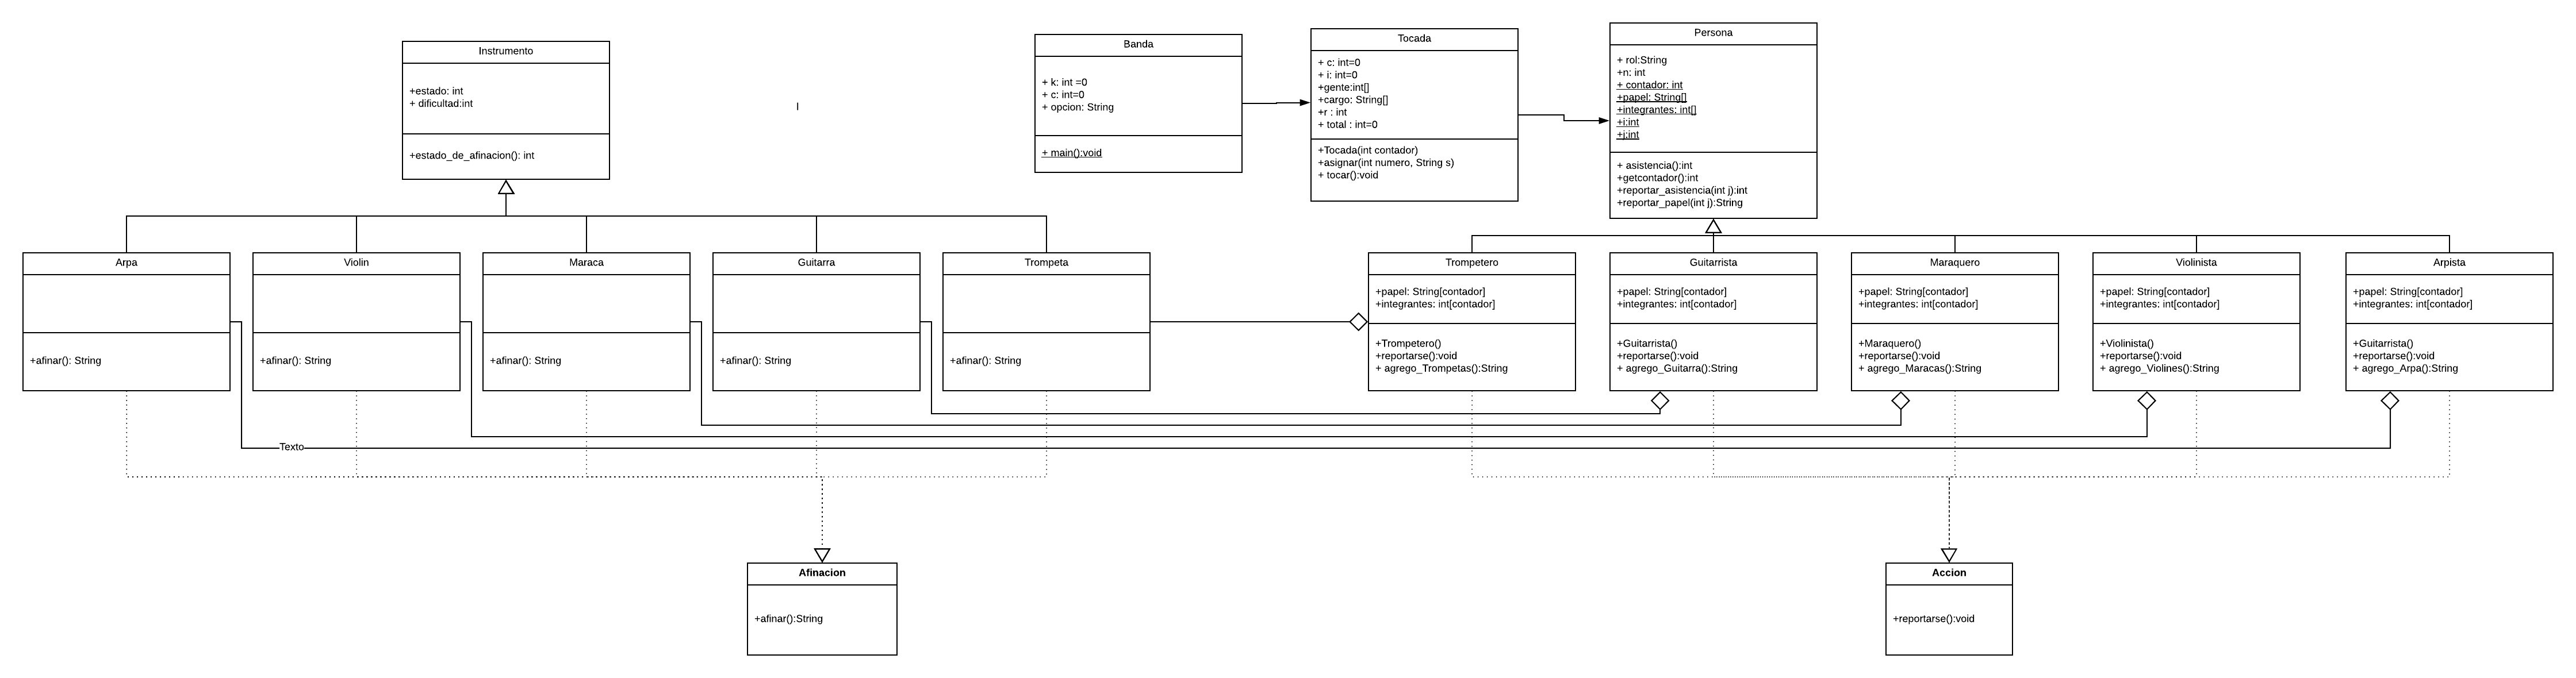 Instrumento
+estado: int
+ dificultad:int
+estado_de_afinacion(): int
I
Banda
+ k: int =0
+ c: int=0
+ opcion: String
+ main():void
Tocada
+ c: int=0
+ i: int=0
+gente:int[]
+cargo: String[]
+r : int
+ total : int=0
+Tocada(int contador)
+asignar(int numero, String s)
+ tocar():void
Persona
+ rol:String
+n: int
+ contador: int
+papel: String[]
+integrantes: int[]
+i:int
+j:int
+ asistencia():int
+getcontador():int
+reportar_asistencia(int j):int
+reportar_papel(int j):String
Arpa
+afinar(): String
Violin
+afinar(): String
Maraca
+afinar(): String
Guitarra
+afinar(): String
Trompeta
+afinar(): String
Trompetero
+papel: String[contador]
+integrantes: int[contador]
+Trompetero()
+reportarse():void
+ agrego_Trompetas():String
Guitarrista
+papel: String[contador]
+integrantes: int[contador]
+Guitarrista()
+reportarse():void
+ agrego_Guitarra():String
Maraquero
+papel: String[contador]
+integrantes: int[contador]
+Maraquero()
+reportarse():void
+ agrego_Maracas():String
Violinista
+papel: String[contador]
+integrantes: int[contador]
+Violinista()
+reportarse():void
+ agrego_Violines():String
Arpista
+papel: String[contador]
+integrantes: int[contador]
+Guitarrista()
+reportarse():void
+ agrego_Arpa():String
Texto
Afinacion
+afinar():String
Accion
+reportarse():void